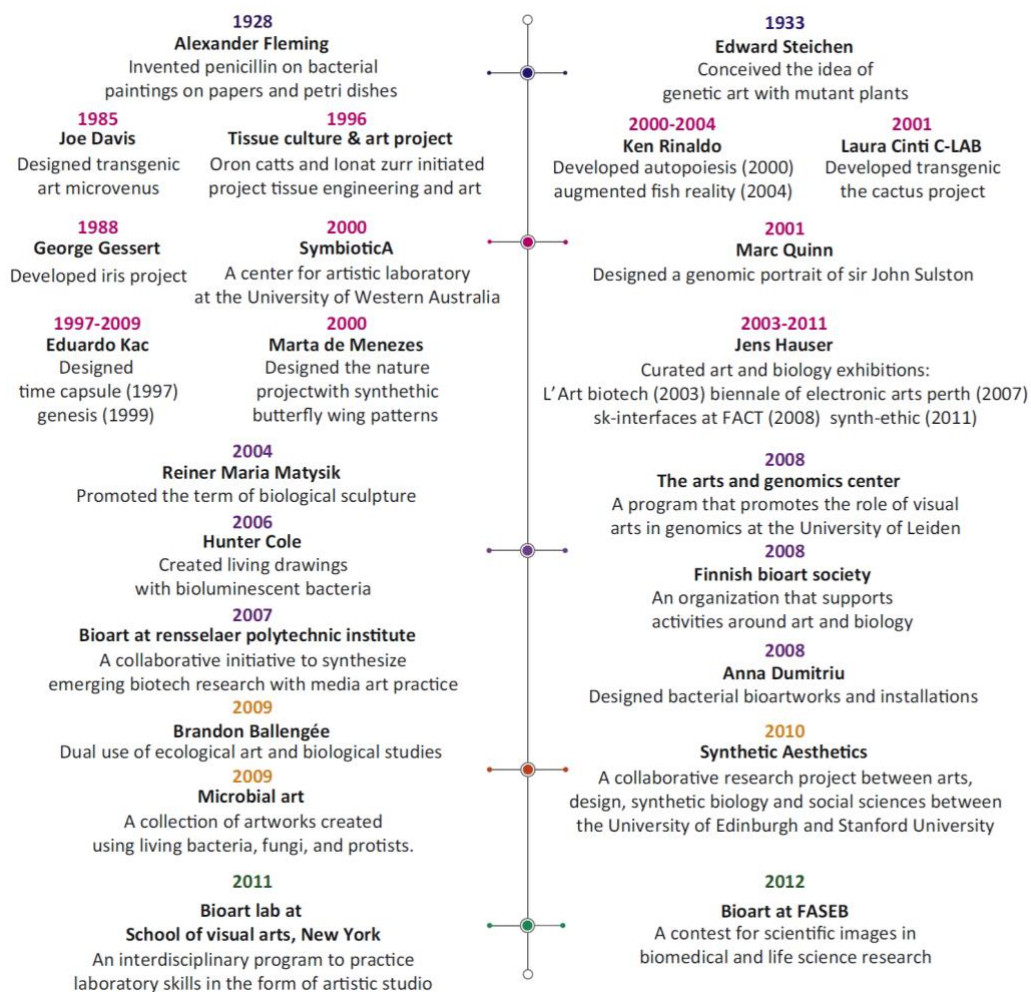 1928
Alexander Fleming
Invented penicillin on bacterial
paintings on papers and petri dishes
1933
Edward Steichen
Conceived the idea of
genetic art with mutant plants
1985
Joe Davis
Designed transgenic
art microvenus
1996
Tissue culture & art project
Oron catts and Ionat zurr initiated
project tissue engineering and art
2000-2004
Ken Rinaldo
Developed autopoiesis (2000)
augmented fish reality (2004)
2001
Laura Cinti C-LAB
Developed transgenic
the cactus project
1988
George Gessert
Developed iris project
2000
SymbioticA
A center for artistic laboratory
at the University of Western Australia
2001
Marc Quinn
Designed a genomic portrait of sir John Sulston
1997-2009
Eduardo Kac
Designed
time capsule (1997)
genesis (1999)
2000
Marta de Menezes
Designed the nature
projectwith synthethic
butterfly wing patterns
2003-2011
Jens Hauser
Curated art and biology exhibitions:
L’Art biotech (2003) biennale of electronic arts perth (2007)
sk-interfaces at FACT (2008) synth-ethic (2011)
2004
Reiner Maria Matysik
Promoted the term of biological sculpture
2008
The arts and genomics center
A program that promotes the role of visual
arts in genomics at the University of Leiden
2006
Hunter Cole
Created living drawings
with bioluminescent bacteria
2008
Finnish bioart society
An organization that supports
activities around art and biology
2007
Bioart at rensselaer polytechnic institute
A collaborative initiative to synthesize
emerging biotech research with media art practice
2008
Anna Dumitriu
Designed bacterial bioartworks and installations
2009
Brandon Ballengée
Dual use of ecological art and biological studies
2010
Synthetic Aesthetics
A collaborative research project between arts,
design, synthetic biology and social sciences between
the University of Edinburgh and Stanford University
2009
Microbial art
A collection of artworks created
using living bacteria, fungi, and protists.
2011
Bioart lab at
School of visual arts, New York
An interdisciplinary program to practice
laboratory skills in the form of artistic studio
2012
Bioart at FASEB
A contest for scientific images in
biomedical and life science research